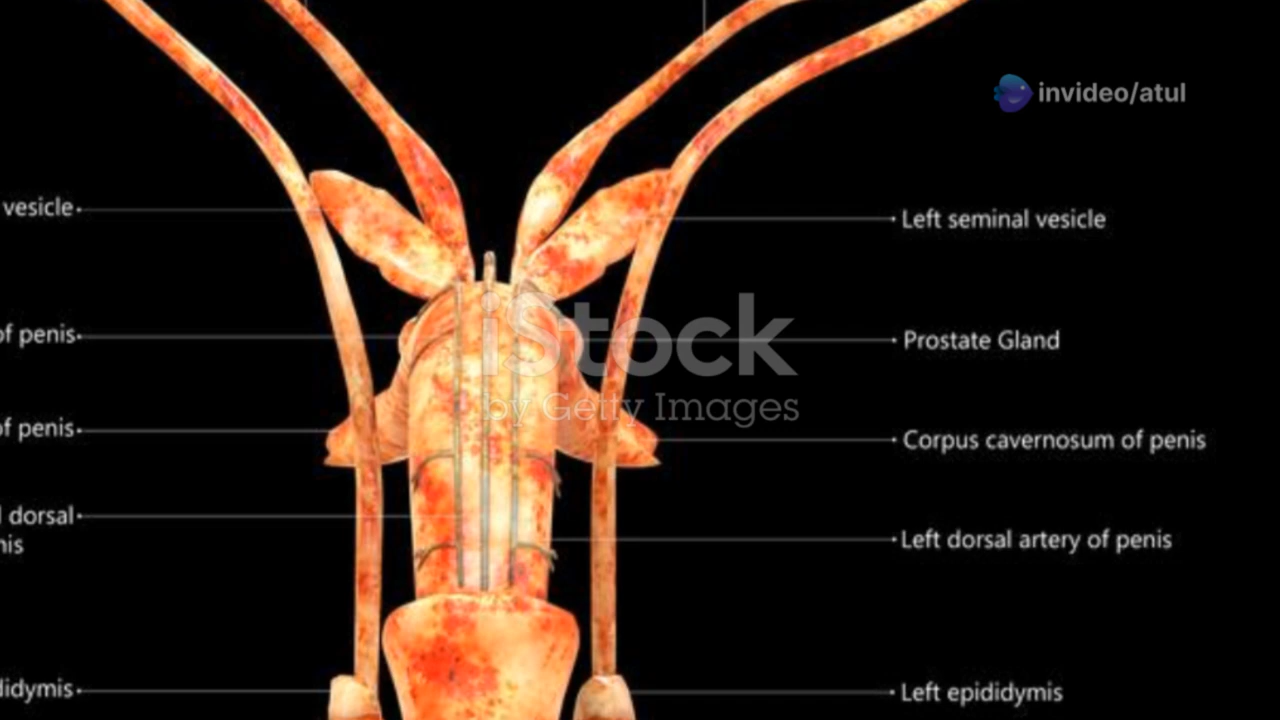 invideo/atul
vesicle
Left seminal vesicle
of penis
Prostate Gland
iStock
by Getty Images
of penis
Corpus cavernosum of penis
dorsal
nis
Left dorsal artery of penis
didymis
Left epididymis